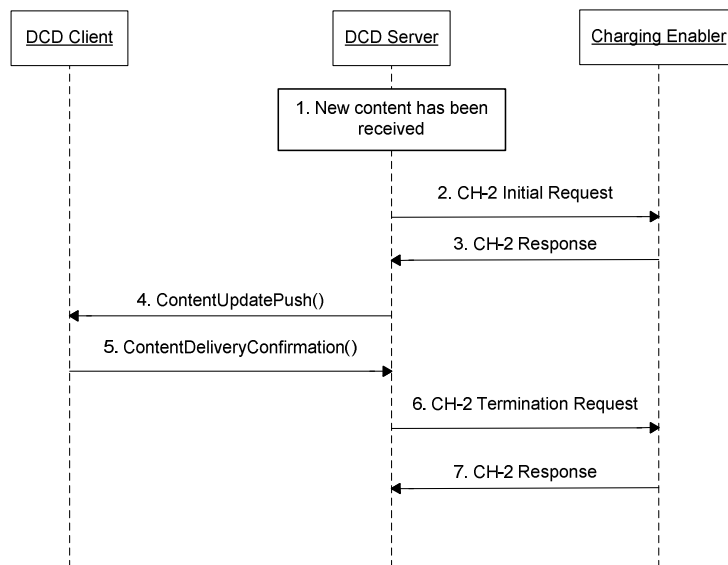 DCD Client
DCD Server
Charging Enabler
1. New content has been
received
2. CH-2 Initial Request
3. CH-2 Response
4. ContentUpdatePush()
5. ContentDeliveryConfirmation()
6. CH-2 Termination Request
7. CH-2 Response